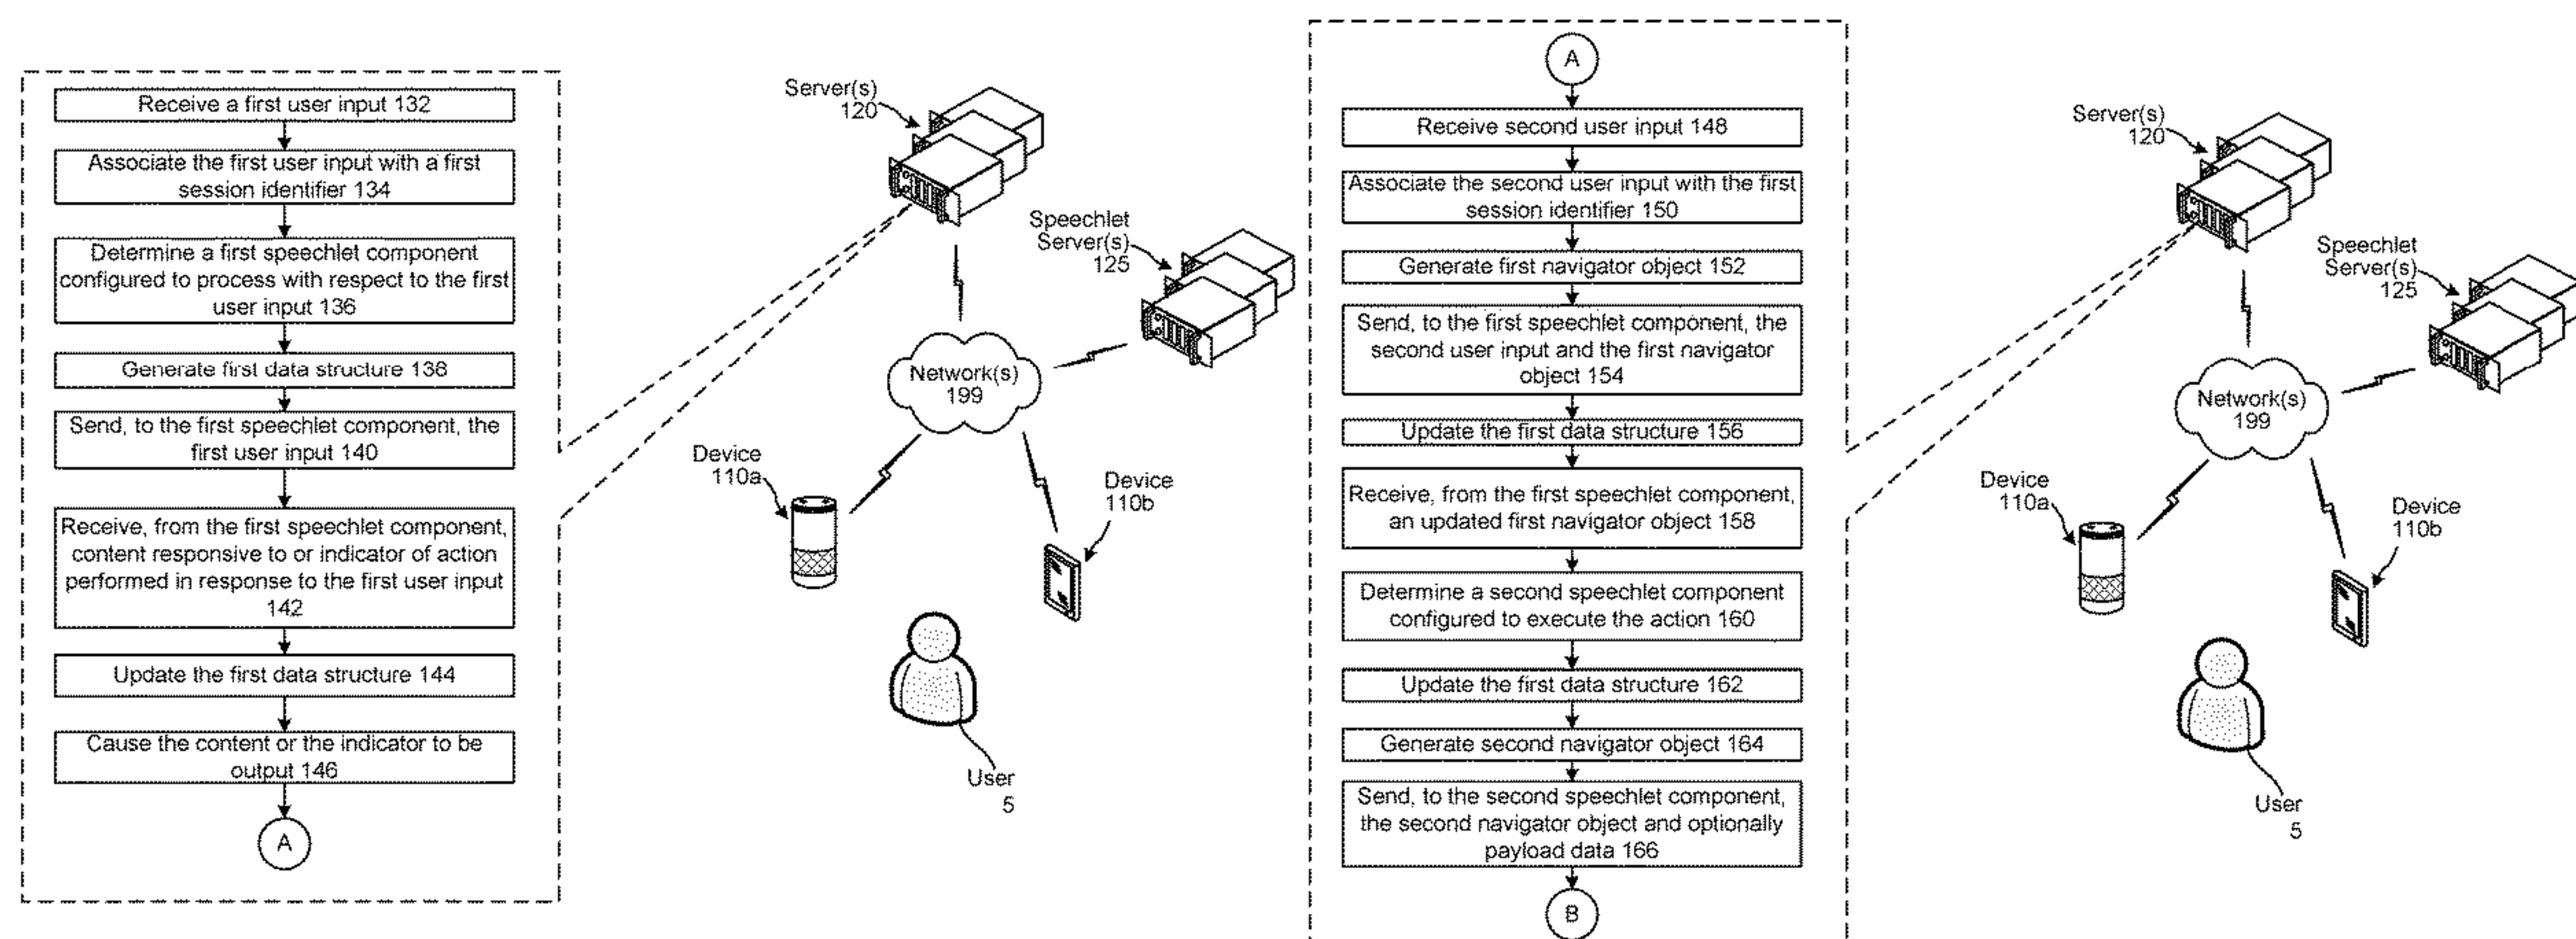 Receive a first user input 132
Associate the first user input with a first
session identifier 134
Determine a first speechlet component
configured to process with respect to the first
user input 136
Generate first data structure 138
Send, to the first speechlet component, the
first user input 140
Receive, from the first speechlet component,
content responsive to or indicator of action
performed in response to the first user input
142
Update the first data structure 144
Cause the content or the indicator to be
output 146
A
Server(s)
120
Speechlet
Server(s)
125
Network(s)
199
Device
110a
Device
110b
User
5
A
Receive second user input 148
Associate the second user input with the first
session identifier 150
Generate first navigator object 152
Send, to the first speechlet component, the
second user input and the first navigator
object 154
Update the first data structure 156
Receive, from the first speechlet component,
an updated first navigator object 158
Determine a second speechlet component
configured to execute the action 160
Update the first data structure 162
Generate second navigator object 164
Send, to the second speechlet component,
the second navigator object and optionally
payload data 166
B
Server(s)
120
Speechlet
Server(s)
125
Network(s)
199
Device
110a
Device
110b
User
5